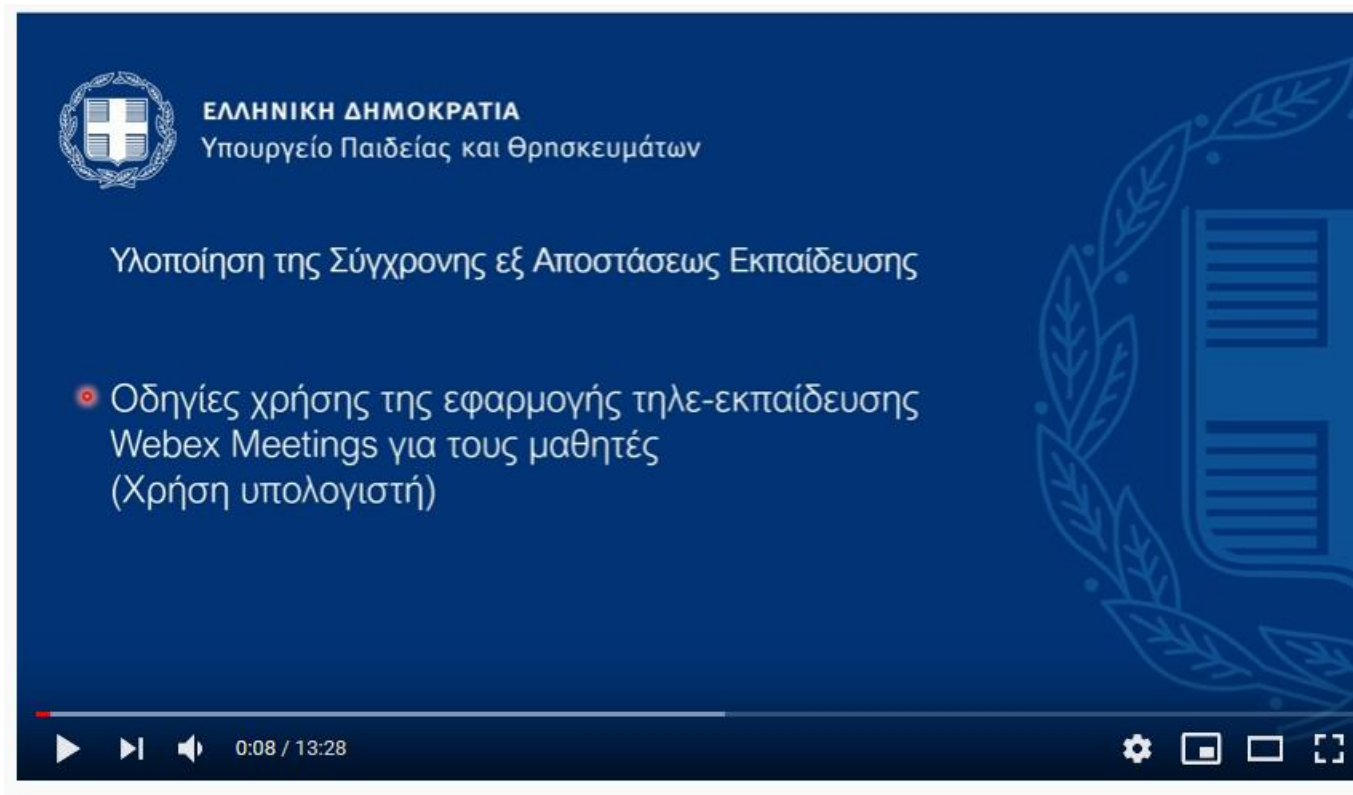 ΕΛΛΗΝΙΚΗ ΔΗΜΟΚΡΑΤΙΑ
Υπουργείο Παιδείας και Θρησκευμάτων
Υλοποίηση της Σύγχρονης εξ Αποστάσεως Εκπαίδευσης
Οδηγίες χρήσης της εφαρμογής τηλε-εκπαίδευσης
Webex Meetings για τους μαθητές
(Χρήση υπολογιστή)
0:08 / 13:28